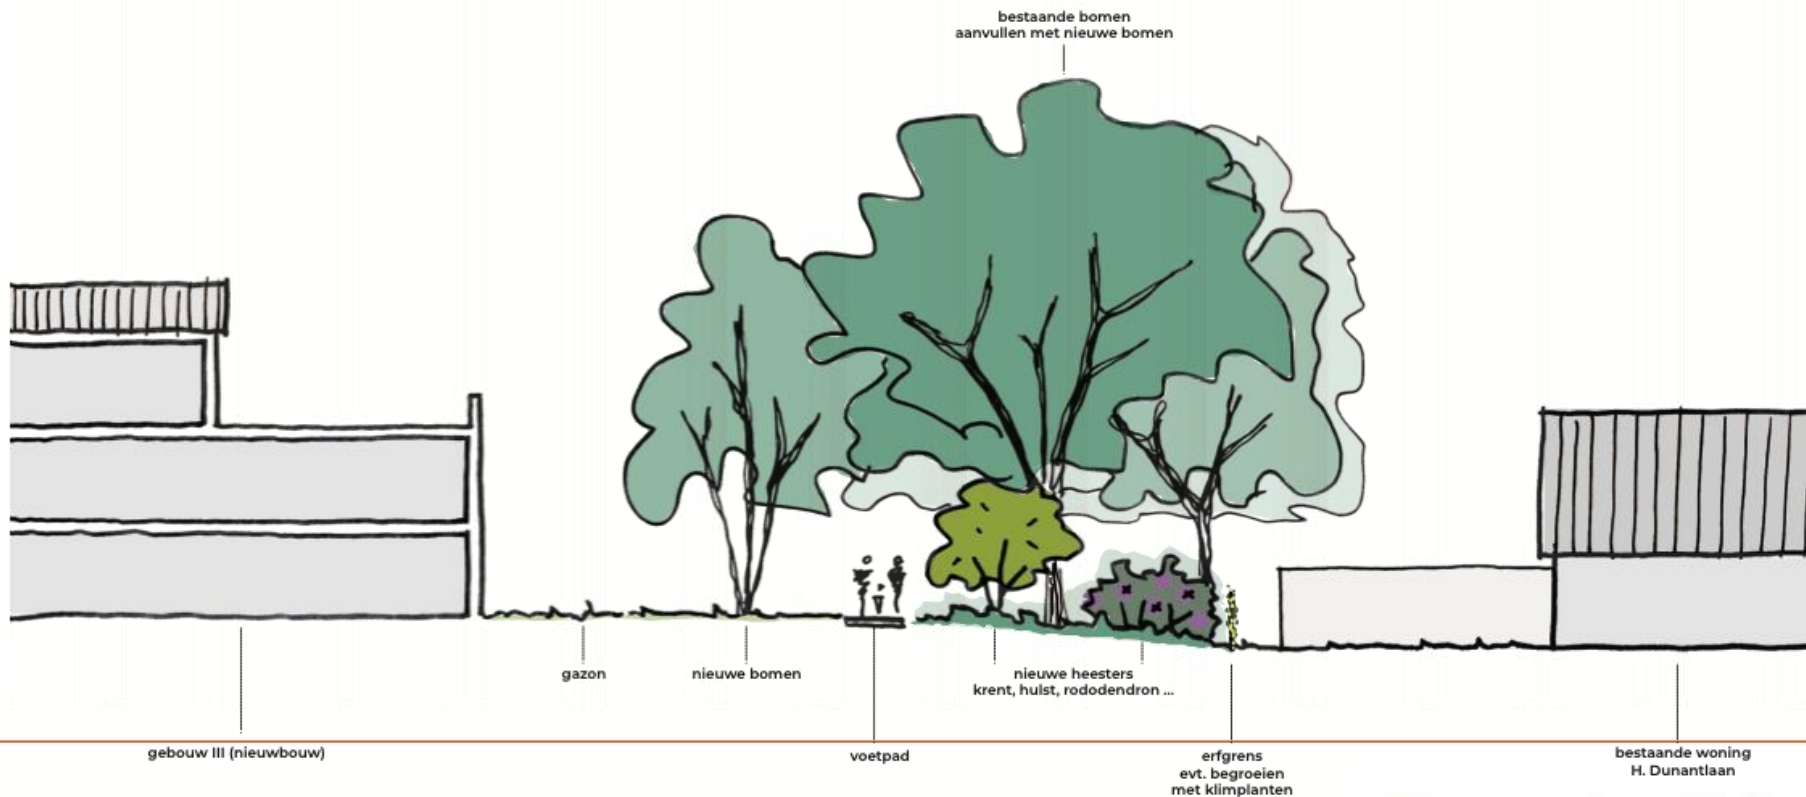 bestaande bomen
aanvullen met nieuwe bomen
gazon
nieuwe bomen
nieuwe heesters
krent, hulst, rododendron ...
gebouw III (nieuwbouw)
voetpad
erfgrens
evt. begroeien
met klimplanten
bestaande woning
H. Dunantlaan